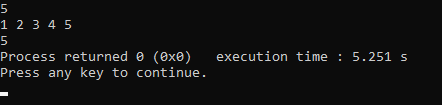 5
1 2 3 4 5
5
Process returned 0 (0x0)   execution time : 5.251 s
Press any key to continue.